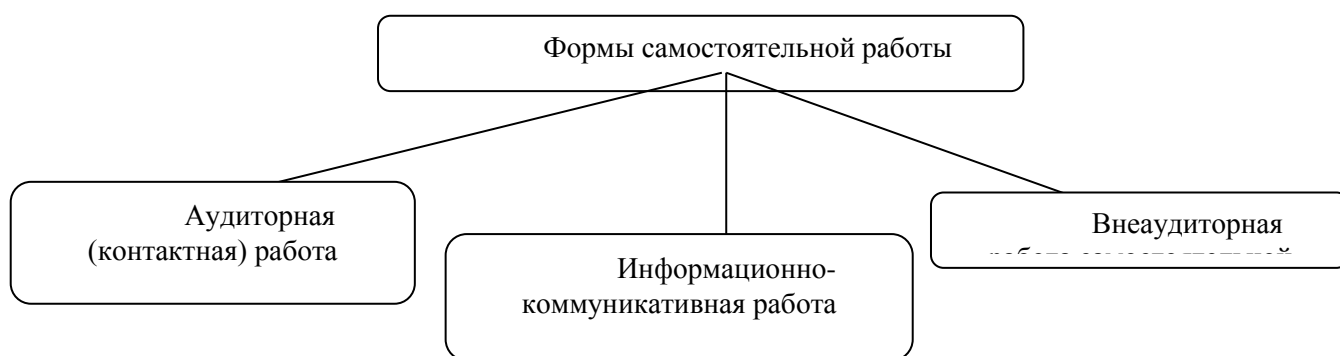 Формы самостоятельной работы
Аудиторная
(контактная) работа
Информационно-
коммуникативная работа
Внеаудиторная